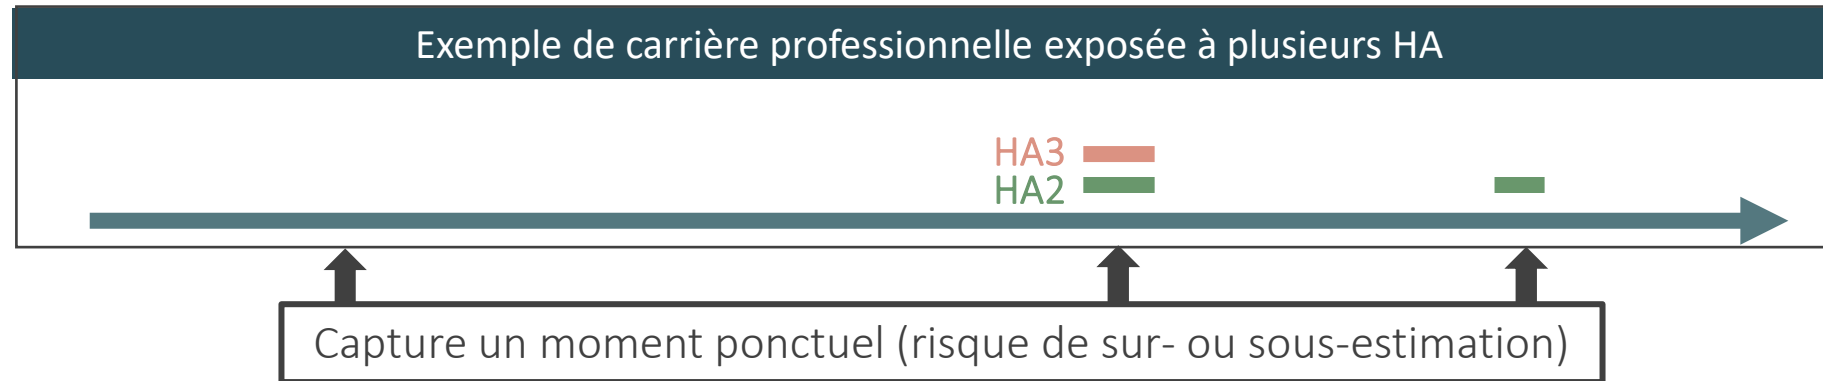 Exemple de carrière professionnelle exposée à plusieurs HA
HA3
HA2
Capture un moment ponctuel (risque de sur- ou sous-estimation)